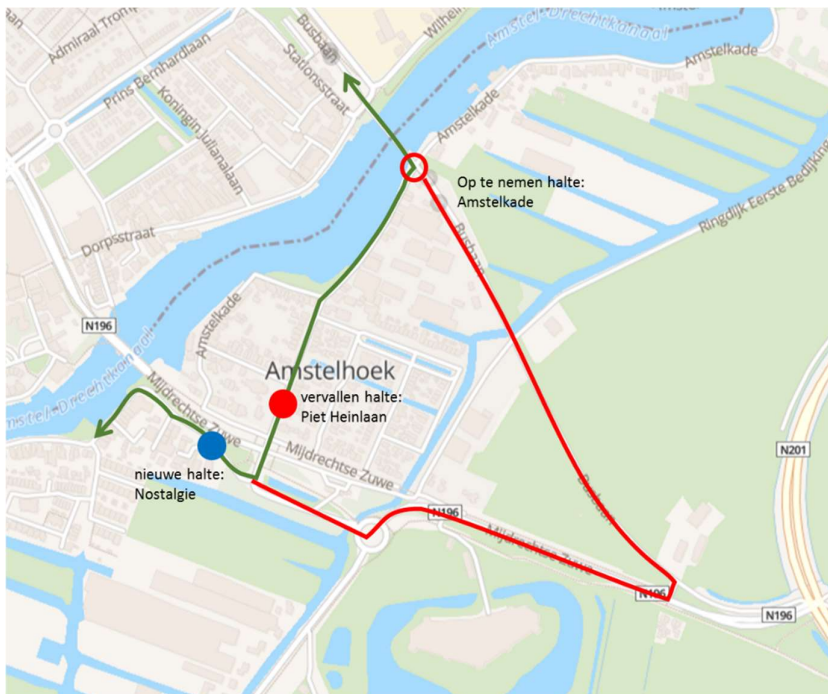 Admiraal Tromp
Prins Bernhardlaan
Koningin Julianalaan
Stationsstraat
Busbaan
Wilhelm
Amstel-Drechtkanaal
Amstelkade
Amstelkade
Op te nemen halte:
Amstelkade
Ringdijk Eerste Bedijking
Busbaan
Dorpsstraat
N196
Amstelkade
Amstelhoek
vervallen halte:
Piet Heinlaan
Mijdrechtse Zuwe
Mijdrechtse Zuwe
nieuwe halte:
Nostalgie
N201
Busbaan
N196
Mijdrechtse Zuwe
N196
N196